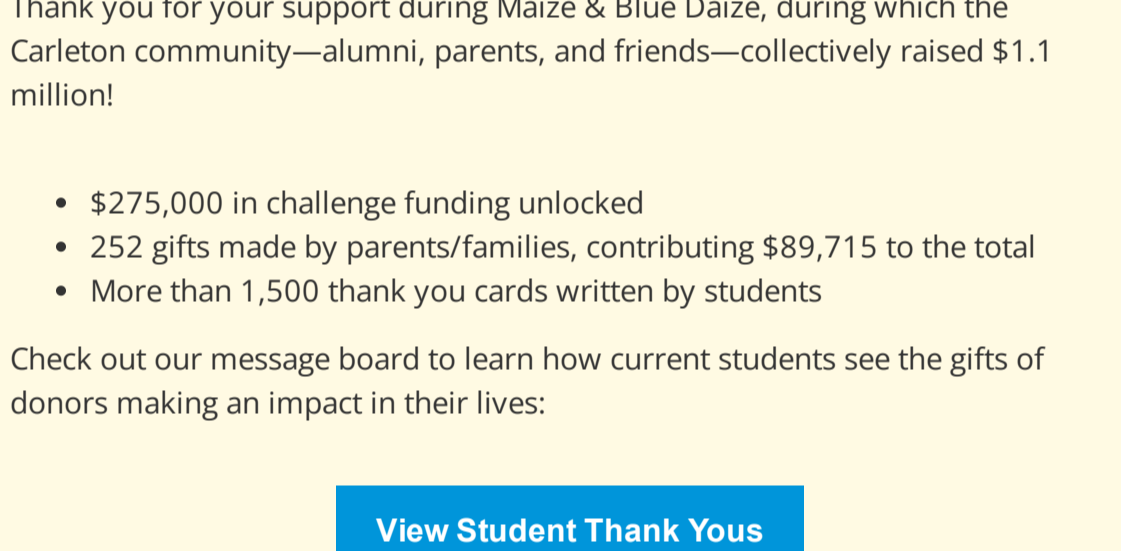 Thank you for your support during Maize & Blue Daize, during which the
Carleton community—alumni, parents, and friends—collectively raised $1.1
million!
• $275,000 in challenge funding unlocked
• 252 gifts made by parents/families, contributing $89,715 to the total
• More than 1,500 thank you cards written by students
Check out our message board to learn how current students see the gifts of
donors making an impact in their lives:
View Student Thank Yous